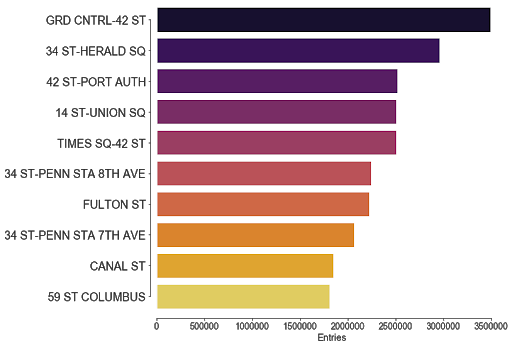 GRD CNTRL-42 ST
34 ST-HERALD SQ
42 ST-PORT AUTH
14 ST-UNION SQ
TIMES SQ-42 ST
34 ST-PENN STA 8TH AVE
FULTON ST
34 ST-PENN STA 7TH AVE
CANAL ST
59 ST COLUMBUS
0 500000 1000000 1500000 2000000 2500000 3000000 3500000
Entries